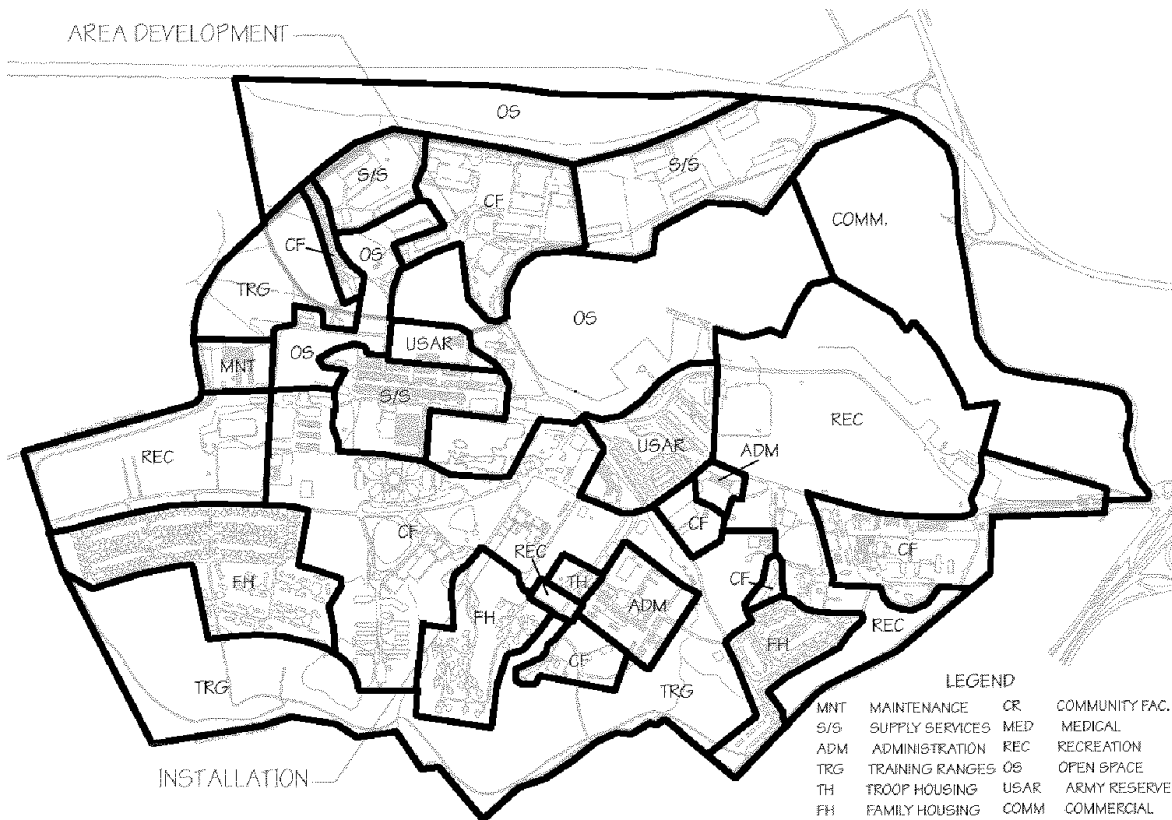 AREA DEVELOPMENT
OS
S/S
S/S
CF
COMM.
CF
OS
TRG
OS
USAR
OS
MNT
S/S
REC
USAR
ADM
REC
CF
CF
REC
TH
CF
CF
FH
FH
ADM
REC
FH
CF
TRG
TRG
INSTALLATION
LEGEND
MNT MAINTENANCE CR COMMUNITY FAC.
S/S SUPPLY SERVICES MED MEDICAL
ADM ADMINISTRATION REC RECREATION
TRG TRAINING RANGES OS OPEN SPACE
TH TROOP HOUSING USAR ARMY RESERVE
FH FAMILY HOUSING COMM COMMERCIAL